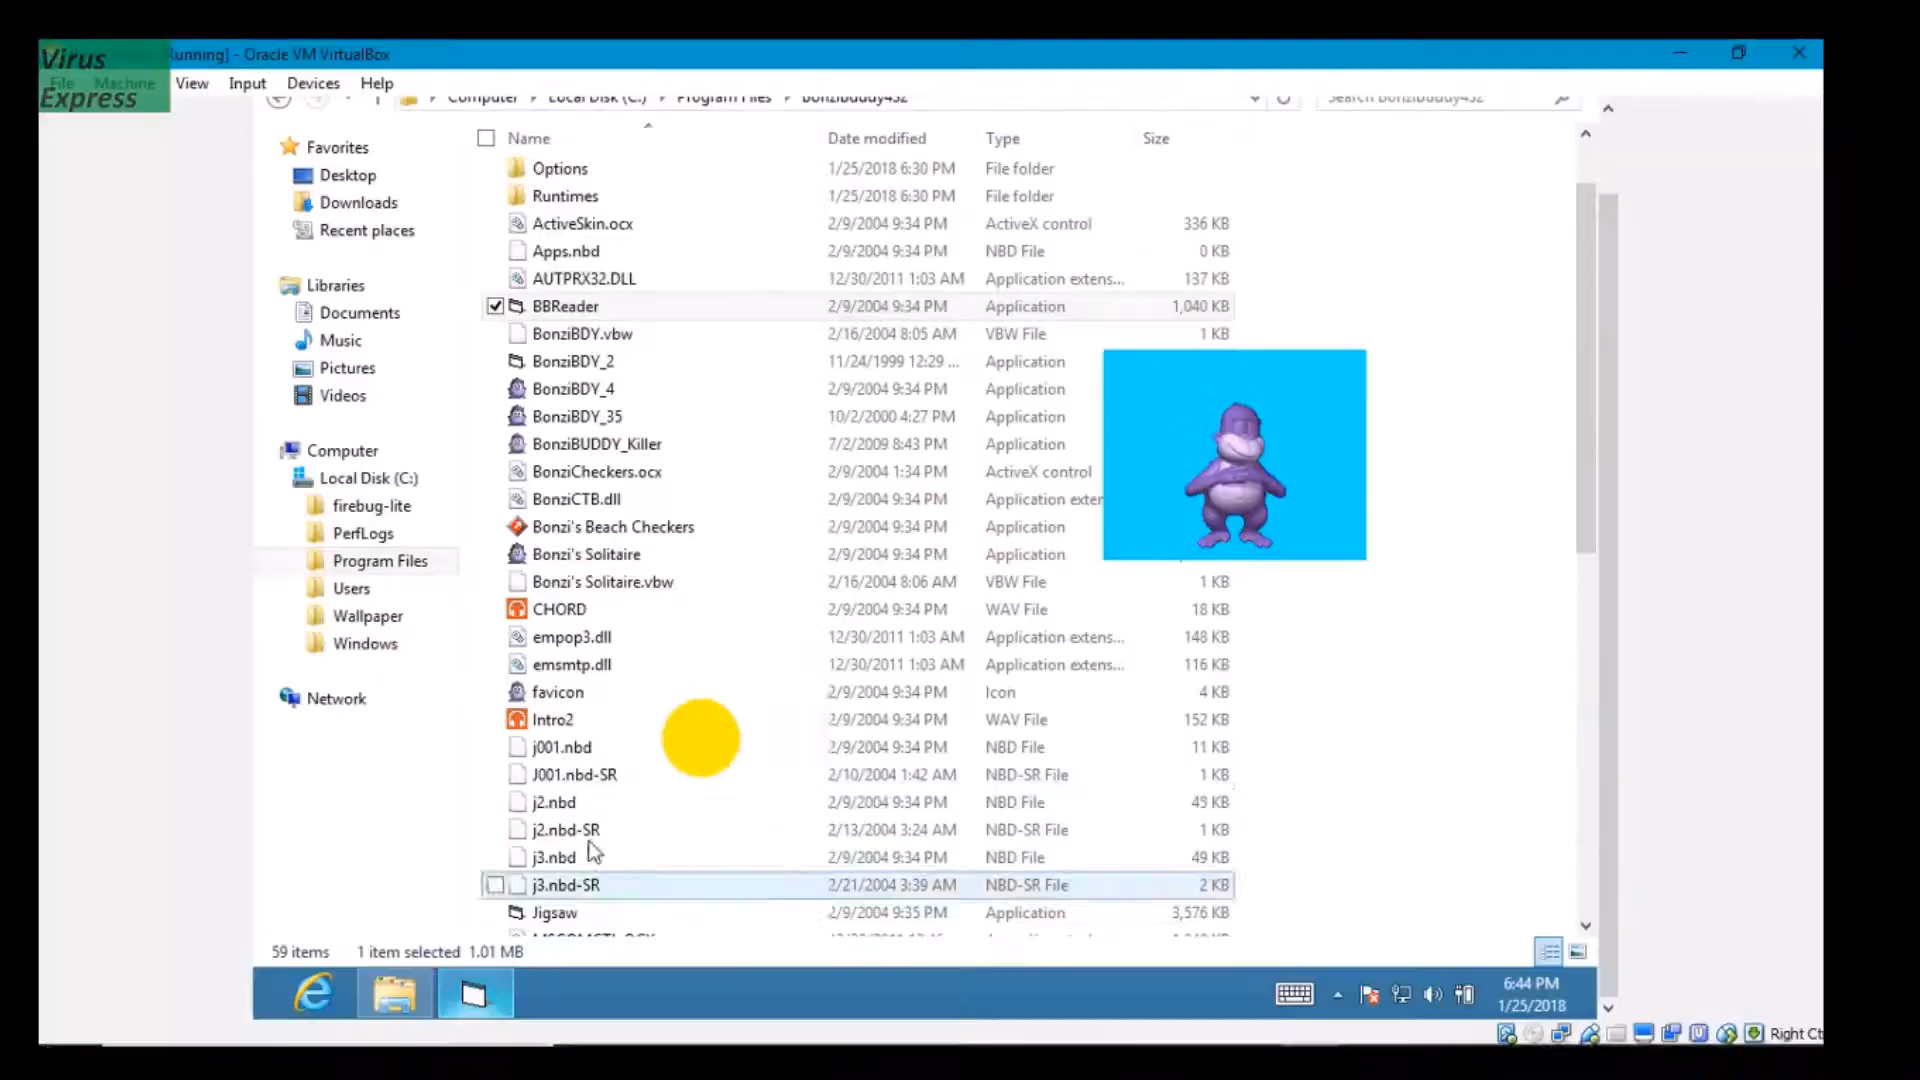 Virus
Express
Running] - Oracle VM VirtualBox
File Machine View Input Devices Help
Computer Local Disk (C:) Program Files bonzibuddy432
Search bonzibuddy432
Favorites
Desktop
Downloads
Recent places
Libraries
Documents
Music
Pictures
Videos
Computer
Local Disk (C:)
firebug-lite
PerfLogs
Program Files
Users
Wallpaper
Windows
Network
Name Date modified Type Size
Options 1/25/2018 6:30 PM File folder
Runtimes 1/25/2018 6:30 PM File folder
ActiveSkin.ocx 2/9/2004 9:34 PM ActiveX control 336 KB
Apps.nbd 2/9/2004 9:34 PM NBD File 0 KB
AUTPRX32.DLL 12/30/2011 1:03 AM Application extens... 137 KB
BBReader 2/9/2004 9:34 PM Application 1,040 KB
BonziBDY.vbw 2/16/2004 8:05 AM VBW File 1 KB
BonziBDY_2 11/24/1999 12:29 ... Application
BonziBDY_4 2/9/2004 9:34 PM Application
BonziBDY_35 10/2/2000 4:27 PM Application
BonziBUDDY_Killer 7/2/2009 8:43 PM Application
BonziCheckers.ocx 2/9/2004 1:34 PM ActiveX control
BonziCTB.dll 2/9/2004 9:34 PM Application exter
Bonzi's Beach Checkers 2/9/2004 9:34 PM Application
Bonzi's Solitaire 2/9/2004 9:34 PM Application
Bonzi's Solitaire.vbw 2/16/2004 8:06 AM VBW File 1 KB
CHORD 2/9/2004 9:34 PM WAV File 18 KB
empop3.dll 12/30/2011 1:03 AM Application extens... 148 KB
emsmtp.dll 12/30/2011 1:03 AM Application extens... 116 KB
favicon 2/9/2004 9:34 PM Icon 4 KB
Intro2 2/9/2004 9:34 PM WAV File 152 KB
j001.nbd 2/9/2004 9:34 PM NBD File 11 KB
J001.nbd-SR 2/10/2004 1:42 AM NBD-SR File 1 KB
j2.nbd 2/9/2004 9:34 PM NBD File 43 KB
j2.nbd-SR 2/13/2004 3:24 AM NBD-SR File 1 KB
j3.nbd 2/9/2004 9:34 PM NBD File 49 KB
j3.nbd-SR 2/21/2004 3:39 AM NBD-SR File 2 KB
Jigsaw 2/9/2004 9:35 PM Application 3,576 KB
59 items 1 item selected 1.01 MB
6:44 PM
1/25/2018
Right Ct